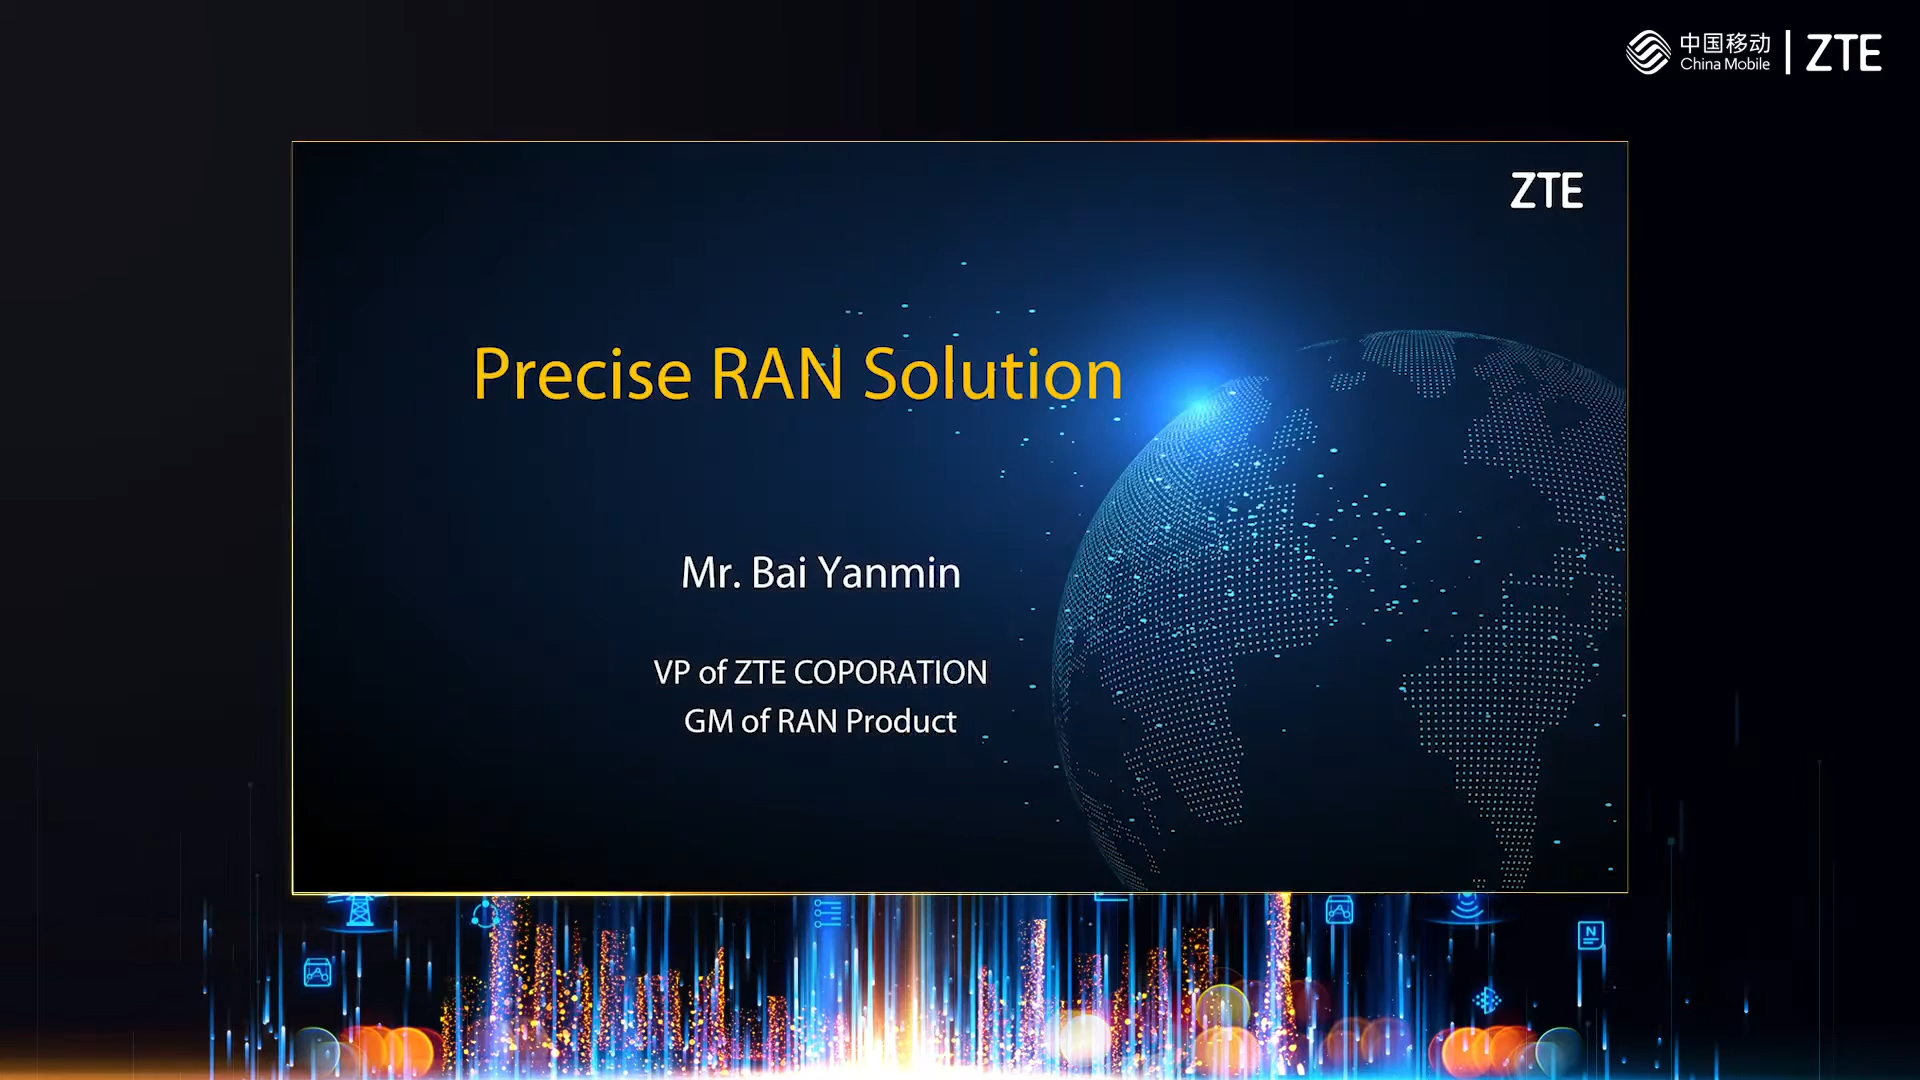 中国移动
China Mobile
ZTE
ZTE
Precise RAN Solution
Mr. Bai Yanmin
VP of ZTE COPORATION
GM of RAN Product
N